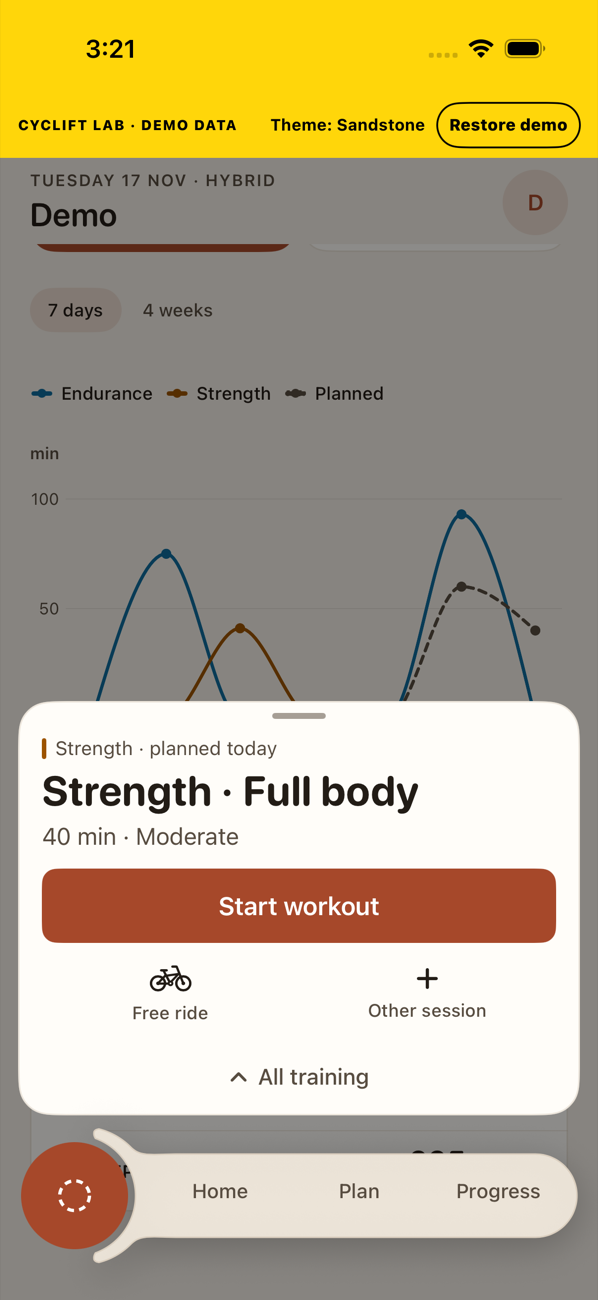 3:21
CYCLIFT LAB · DEMO DATA Theme: Sandstone Restore demo
TUESDAY 17 NOV · HYBRID
Demo
D
7 days 4 weeks
Endurance Strength Planned
min
100
50
Strength · planned today
Strength · Full body
40 min · Moderate
Start workout
Free ride Other session
All training
Home Plan Progress